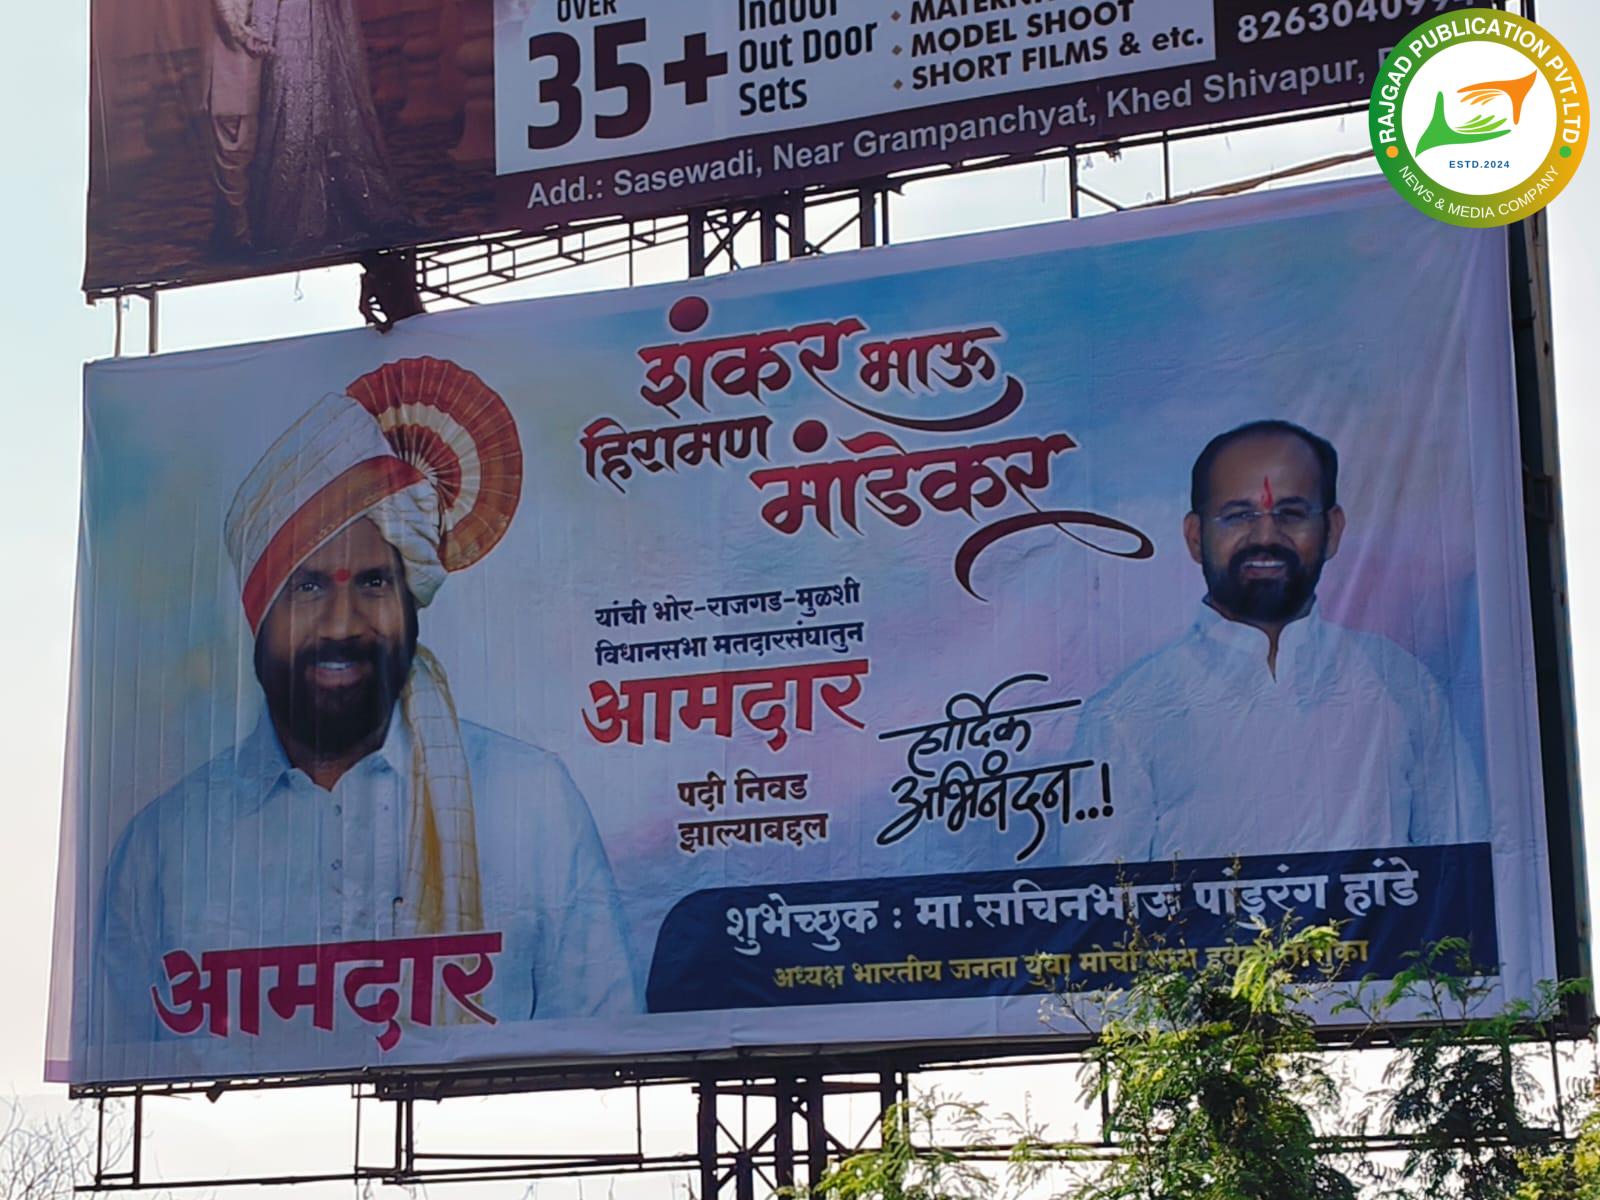 OVER
35+
Indoor
Out Door
Sets
• MODEL SHOOT
• SHORT FILMS & etc.
Add.: Sasewadi, Near Grampanchyat, Khed Shivapur,
RAJGAD PUBLICATION PVT.LTD
ESTD.2024
NEWS & MEDIA COMPANY
शंकर भाऊ
हिरामण मांडेकर
यांची भोर-राजगड-मुळशी
विधानसभा मतदारसंघातुन
आमदार
पदी निवड
झाल्याबद्दल
हार्दिक
अभिनंदन..!
शुभेच्छुक : मा.सचिनभाऊ पांडुरंग हांडे
अध्यक्ष भारतीय जनता युवा मोर्चा
आमदार